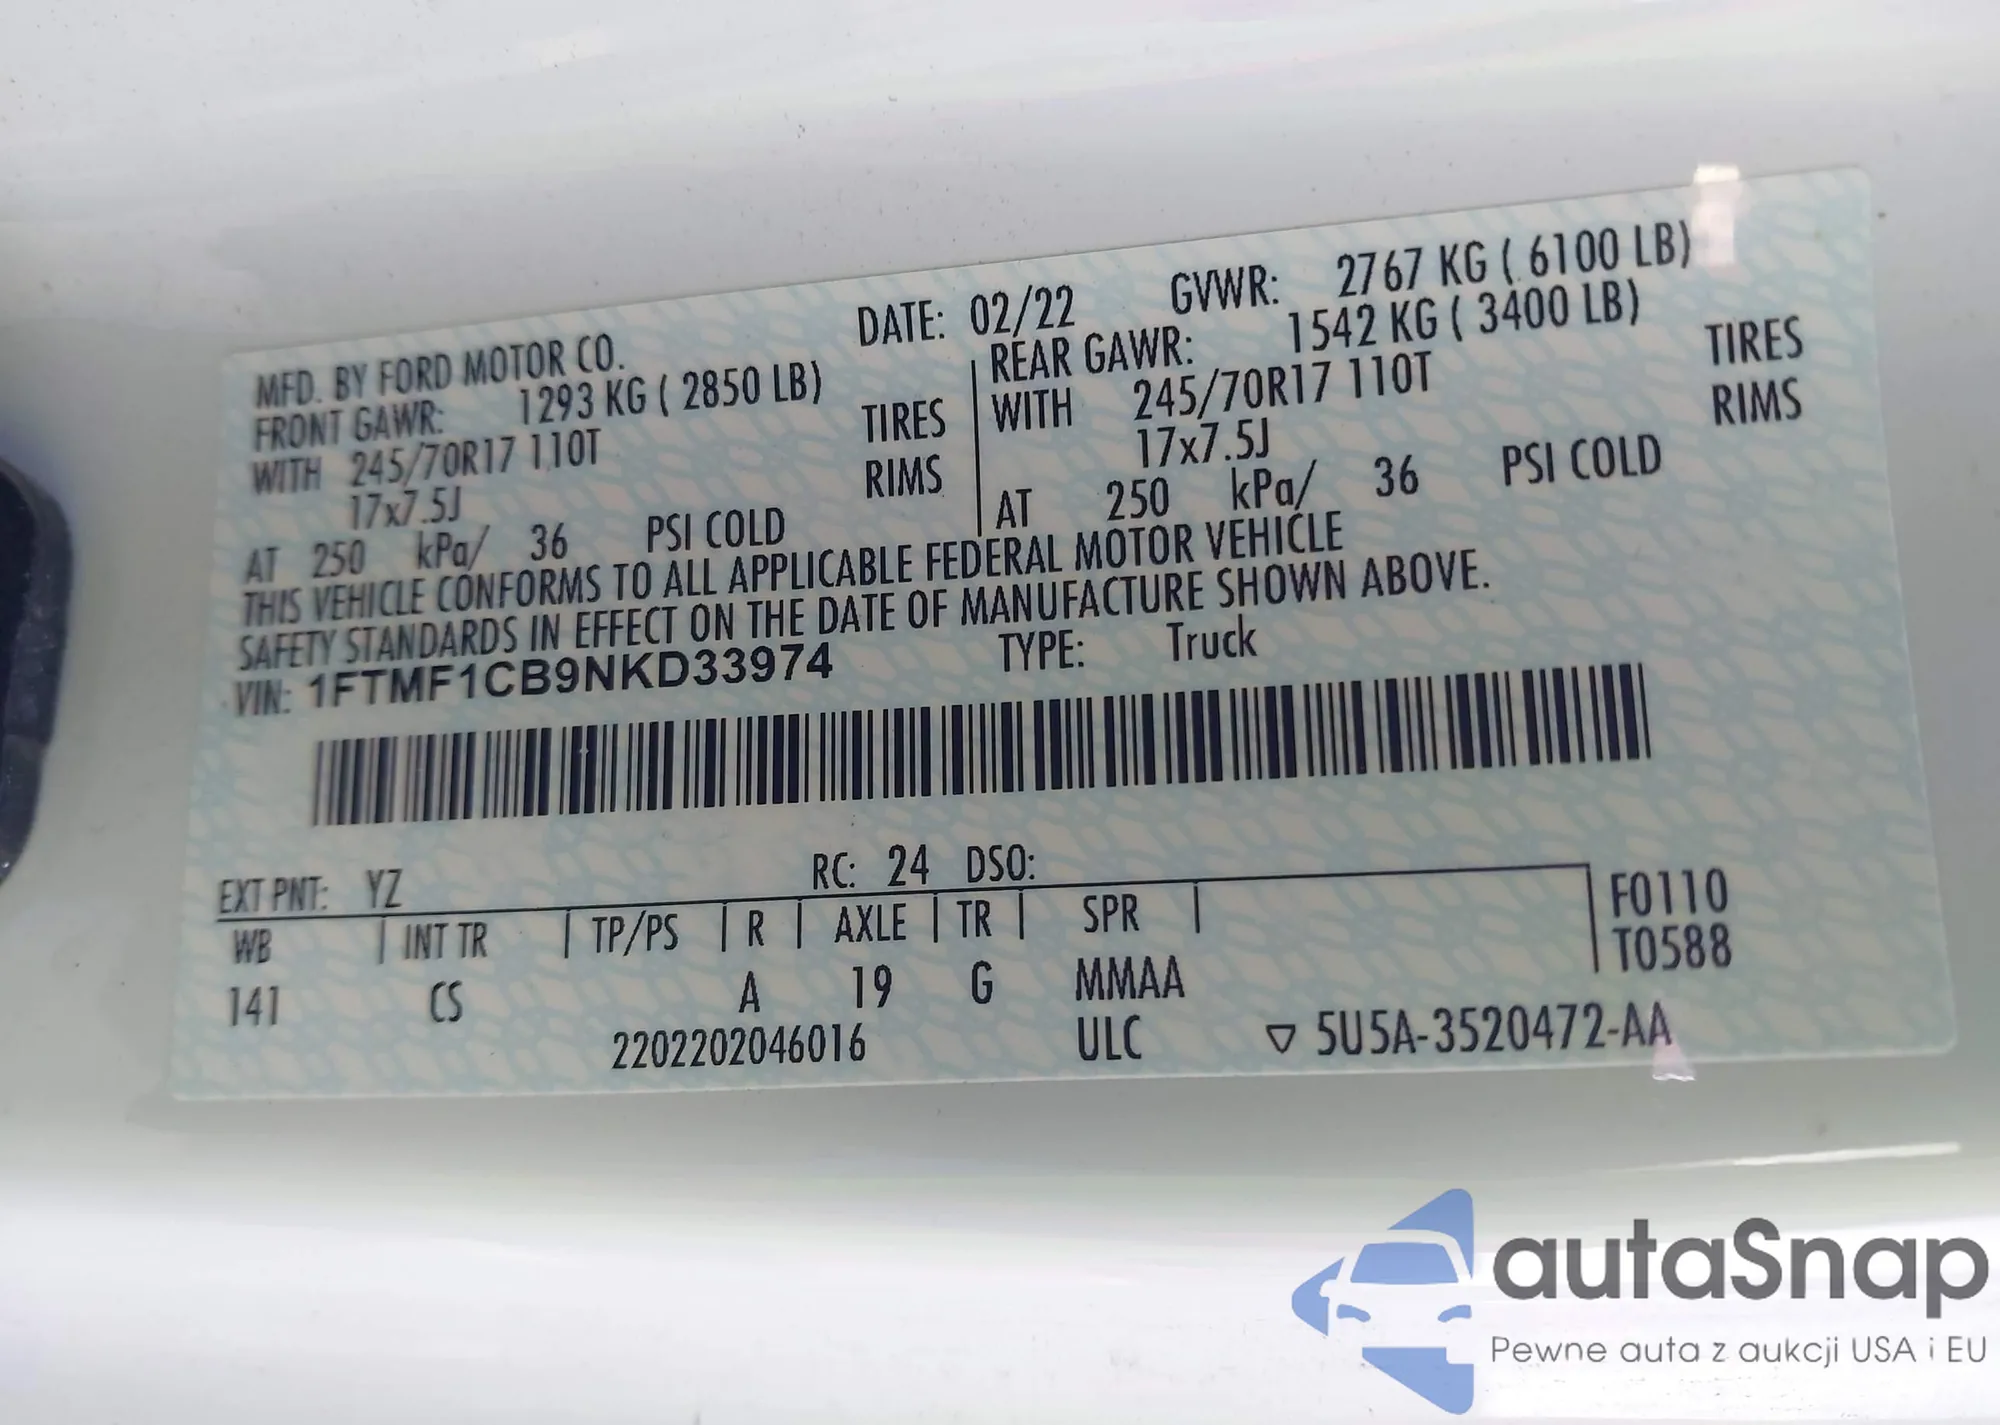 MFD. BY FORD MOTOR CO. DATE: 02/22 GVWR: 2767 KG ( 6100 LB)
FRONT GAWR: 1293 KG ( 2850 LB)
WITH 245/70R17 110T TIRES
17x7.5J RIMS
AT 250 kPa/ 36 PSI COLD
REAR GAWR: 1542 KG ( 3400 LB)
WITH 245/70R17 110T TIRES
17x7.5J RIMS
AT 250 kPa/ 36 PSI COLD
THIS VEHICLE CONFORMS TO ALL APPLICABLE FEDERAL MOTOR VEHICLE
SAFETY STANDARDS IN EFFECT ON THE DATE OF MANUFACTURE SHOWN ABOVE.
VIN: 1FTMF1CB9NKD33974 TYPE: Truck
EXT PNT: YZ RC: 24 DSO:
WB INT TR TP/PS R AXLE TR SPR F0110
T0588
141 CS A 19 G MMAA
2202202046016 ULC ▽ 5U5A-3520472-AA
autaSnap
Pewne auta z aukcji USA i EU